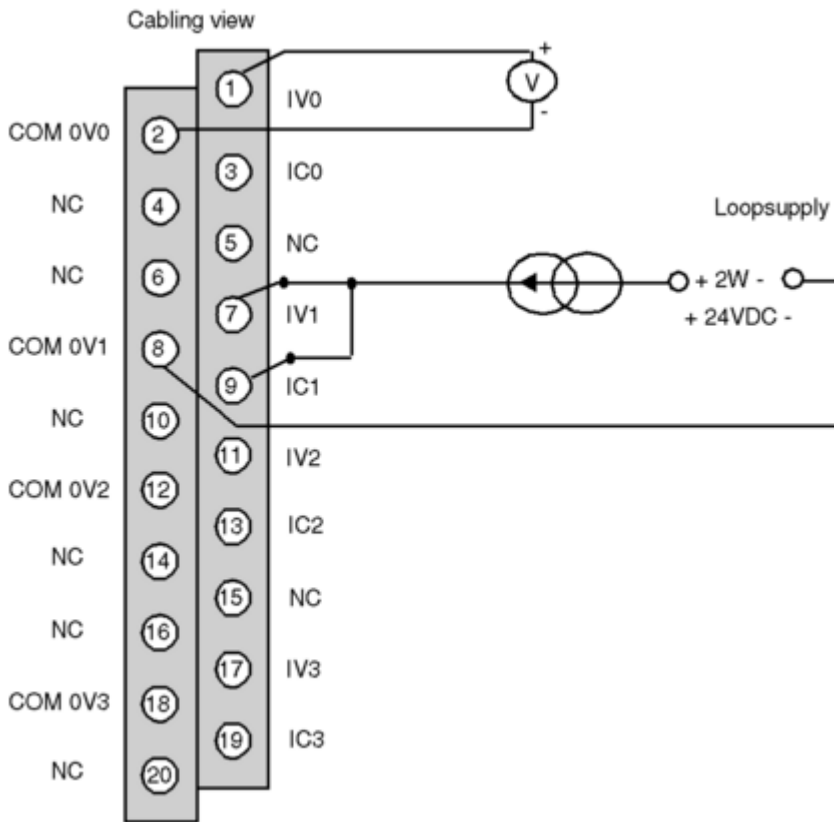 Cabling view
1
+
V
-
IV0
COM 0V0
2
3
IC0
NC
4
Loopsupply
5
NC
NC
6
7
IV1
+ 2W -
+ 24VDC -
COM 0V1
8
9
IC1
NC
10
11
IV2
COM 0V2
12
13
IC2
NC
14
15
NC
NC
16
17
IV3
COM 0V3
18
19
IC3
NC
20